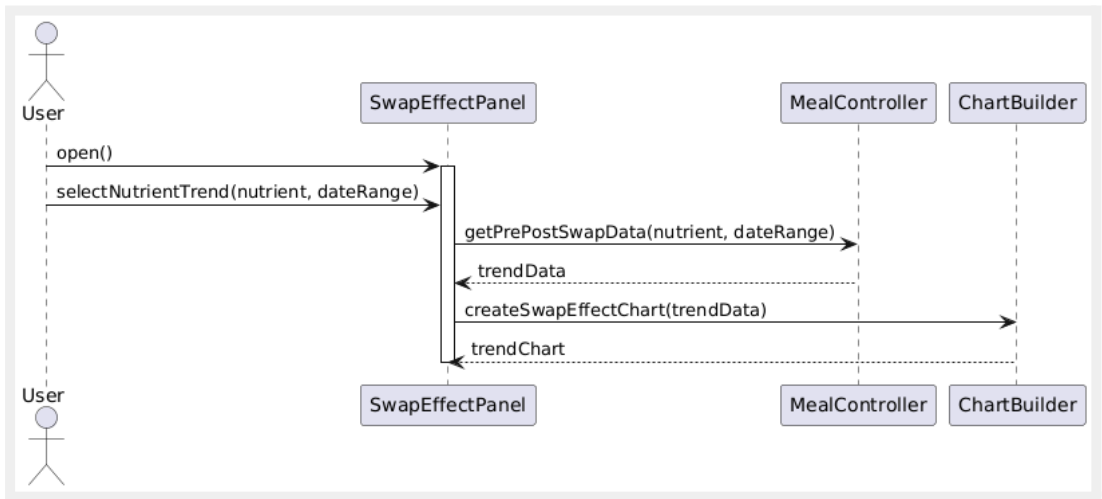 User
SwapEffectPanel
MealController
ChartBuilder
open()
selectNutrientTrend(nutrient, dateRange)
getPrePostSwapData(nutrient, dateRange)
trendData
createSwapEffectChart(trendData)
trendChart
User
SwapEffectPanel
MealController
ChartBuilder